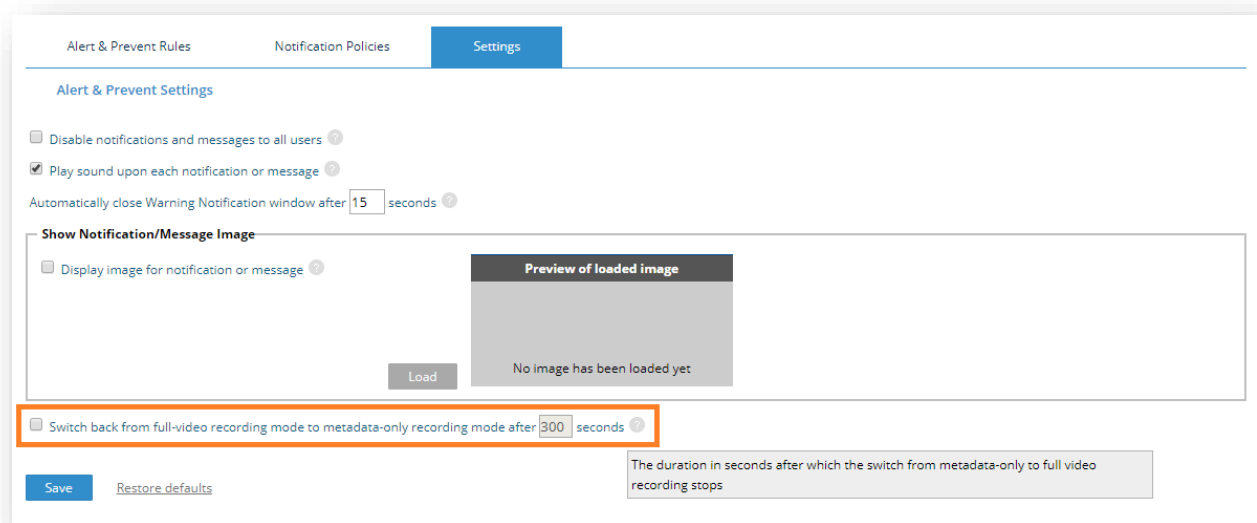 Alert & Prevent Rules Notification Policies Settings
Alert & Prevent Settings
Disable notifications and messages to all users ?
Play sound upon each notification or message ?
Automatically close Warning Notification window after 15 seconds ?
Show Notification/Message Image
Display image for notification or message ?
Preview of loaded image
No image has been loaded yet
Load
Switch back from full-video recording mode to metadata-only recording mode after 300 seconds ?
The duration in seconds after which the switch from metadata-only to full video
recording stops
Save Restore defaults